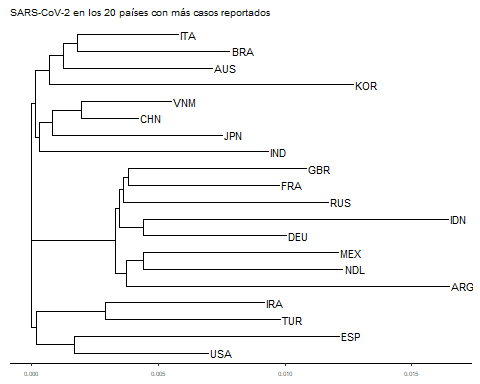 SARS-CoV-2 en los 20 países con más casos reportados
ITA
BRA
AUS
KOR
VNM
CHN
JPN
IND
GBR
FRA
RUS
IDN
DEU
MEX
NDL
ARG
IRA
TUR
ESP
USA
0.000 0.005 0.010 0.015